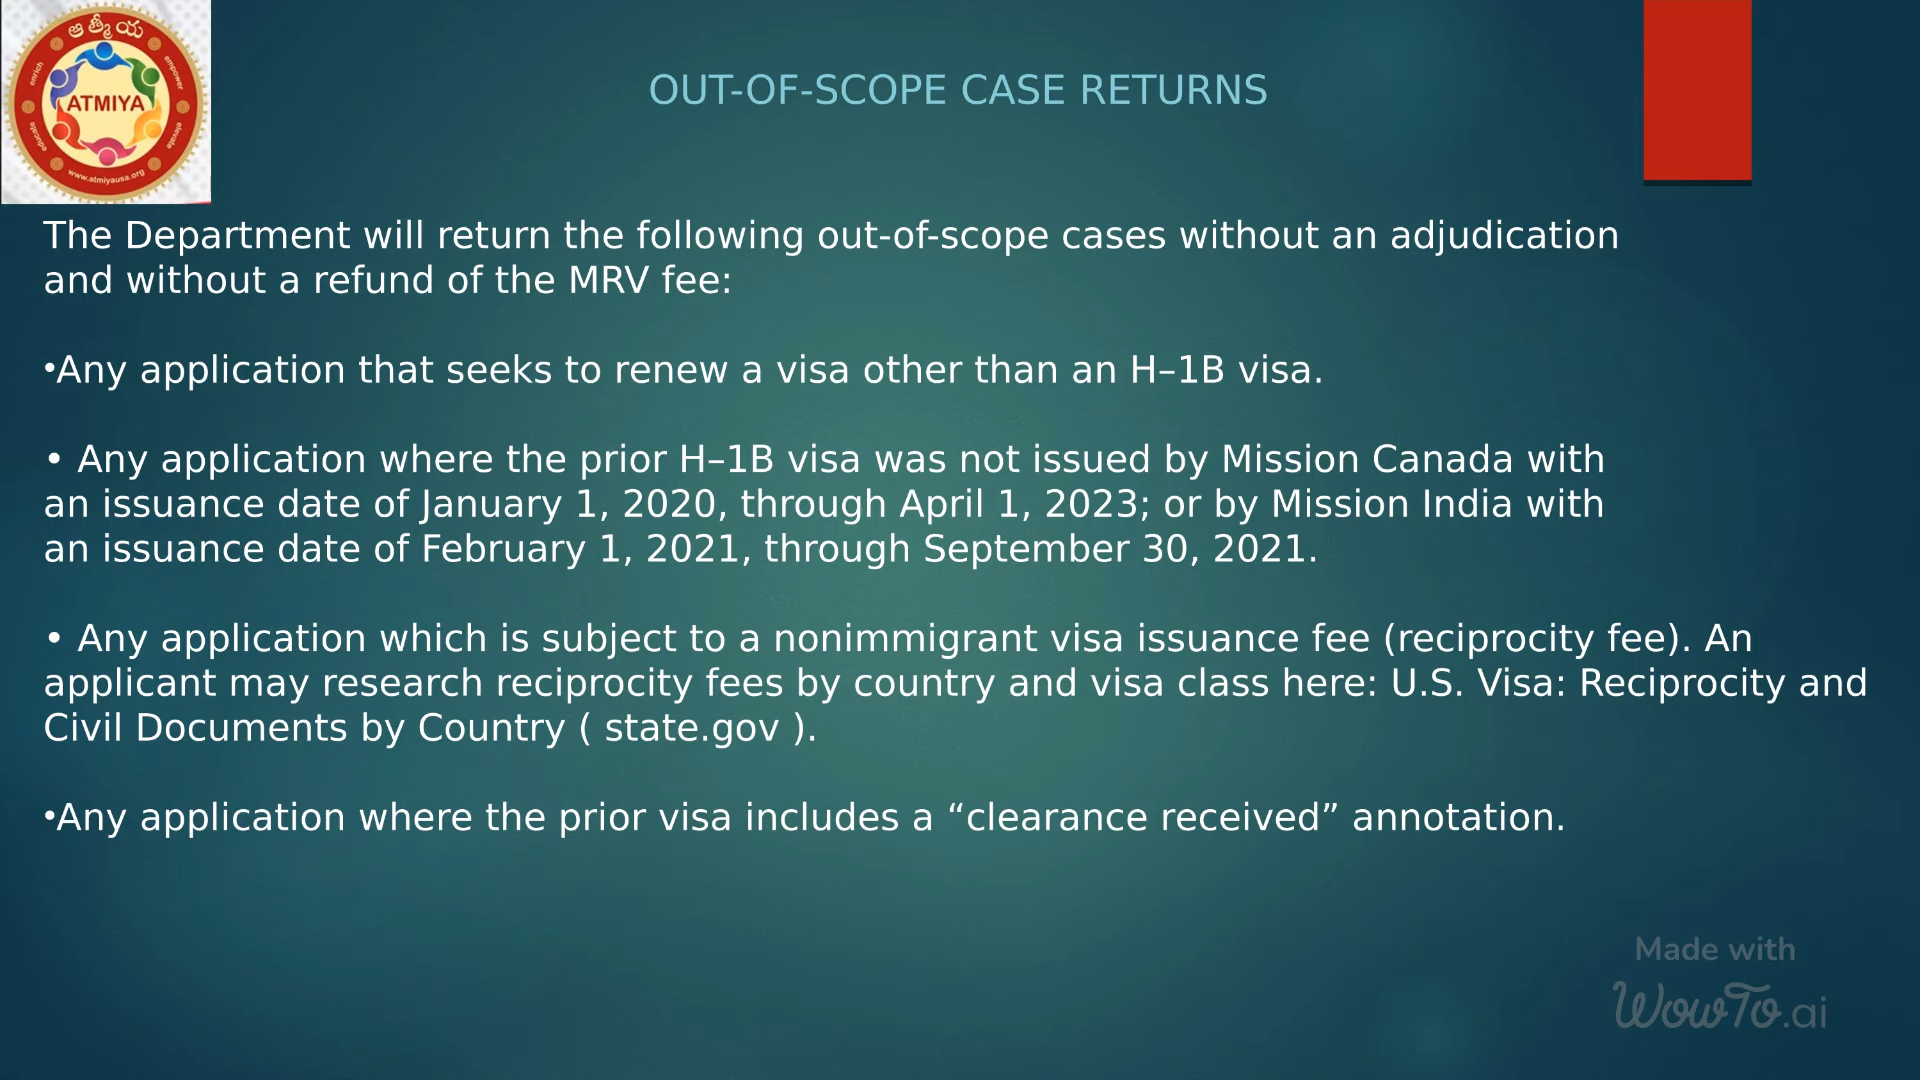 ఆత్మీయ
enrich
empower
ATMIYA
educate
elevate
www.atmiyausa.org
OUT-OF-SCOPE CASE RETURNS
The Department will return the following out-of-scope cases without an adjudication
and without a refund of the MRV fee:
•Any application that seeks to renew a visa other than an H–1B visa.
• Any application where the prior H–1B visa was not issued by Mission Canada with
an issuance date of January 1, 2020, through April 1, 2023; or by Mission India with
an issuance date of February 1, 2021, through September 30, 2021.
• Any application which is subject to a nonimmigrant visa issuance fee (reciprocity fee). An
applicant may research reciprocity fees by country and visa class here: U.S. Visa: Reciprocity and
Civil Documents by Country ( state.gov ).
•Any application where the prior visa includes a “clearance received” annotation.
Made with
WowTo.ai